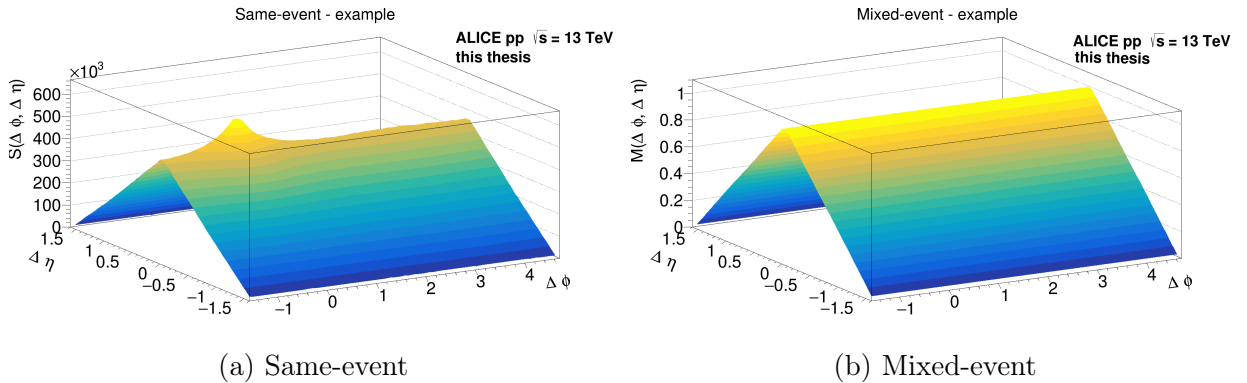 Same-event - example
ALICE pp √s = 13 TeV
this thesis
×10³
S(Δ ϕ, Δ η)
600
500
400
300
200
100
0
1.5
1
0.5
0
−0.5
−1
−1.5
Δ η
−1
0
1
2
3
4
Δ ϕ
(a) Same-event
Mixed-event - example
ALICE pp √s = 13 TeV
this thesis
M(Δ ϕ, Δ η)
1
0.8
0.6
0.4
0.2
0
1.5
1
0.5
0
−0.5
−1
−1.5
Δ η
−1
0
1
2
3
4
Δ ϕ
(b) Mixed-event